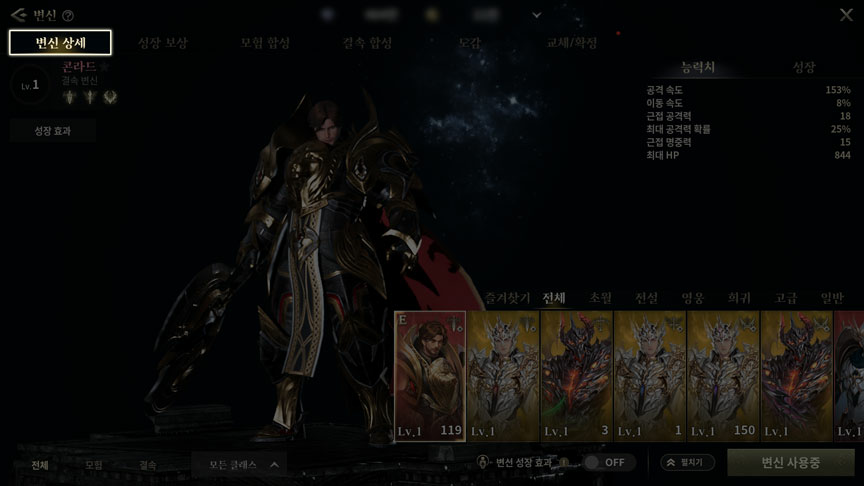 변신
변신 상세 성장 보상 모험 합성 결속 합성 도감 교체/확정
Lv.1
콘라드
결속 변신
성장 효과
능력치 성장
공격 속도 153%
이동 속도 8%
근접 공격력 18
최대 공격력 확률 25%
근접 명중력 15
최대 HP 844
즐겨찾기 전체 초월 전설 영웅 희귀 고급 일반
E
Lv.1 119
Lv.1
Lv.1 3
Lv.1 1
Lv.1 150
Lv.1
Lv.1
전체 모험 결속 모든 클래스
변신 성장 효과 OFF
펼치기
변신 사용중